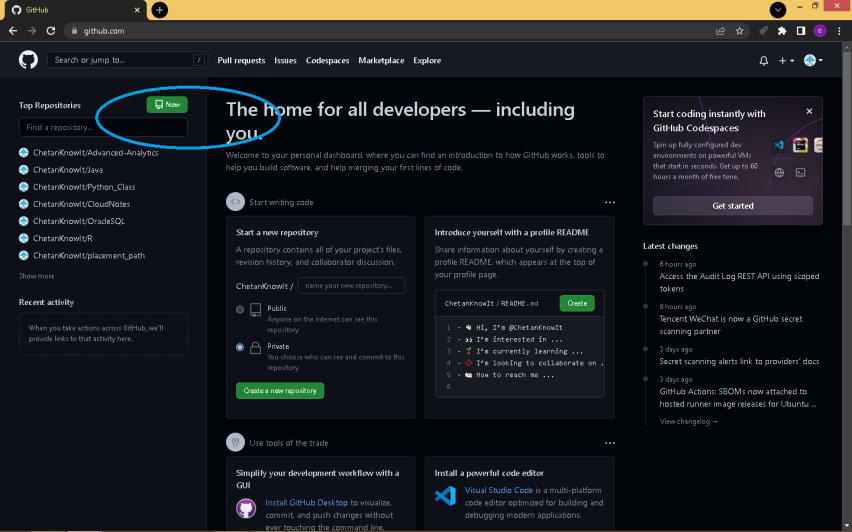 GitHub
github.com
Search or jump to...
/
Pull requests Issues Codespaces Marketplace Explore
Top Repositories
New
Find a repository...
ChetanKnowIt/Advanced-Analytics
ChetanKnowIt/Java
ChetanKnowIt/Python_Class
ChetanKnowIt/CloudNotes
ChetanKnowIt/OracleSQL
ChetanKnowIt/R
ChetanKnowIt/placement_path
Show more
Recent activity
When you take actions across GitHub, we'll
provide links to that activity here.
The home for all developers — including
you.
Welcome to your personal dashboard, where you can find an introduction to how GitHub works, tools to
help you build software, and help merging your first lines of code.
Start writing code
Start a new repository
A repository contains all of your project's files,
revision history, and collaborator discussion.
ChetanKnowIt /
name your new repository...
Public
Anyone on the internet can see this
repository
Private
You choose who can see and commit to this
repository
Create a new repository
Introduce yourself with a profile README
Share information about yourself by creating a
profile README, which appears at the top of
your profile page.
ChetanKnowIt / README.md
Create
1 - 👋 Hi, I'm @ChetanKnowIt
2 - 👀 I'm interested in ...
3 - 🌱 I'm currently learning ...
4 - 💞️ I'm looking to collaborate on .
5 - 📫 How to reach me ...
6
Use tools of the trade
Simplify your development workflow with a
GUI
Install GitHub Desktop to visualize,
commit, and push changes without
ever touching the command line.
Install a powerful code editor
Visual Studio Code is a multi-platform
code editor optimized for building and
debugging modern applications.
Start coding instantly with
GitHub Codespaces
Spin up fully configured dev
environments on powerful VMs
that start in seconds. Get up to 60
hours a month of free time.
Get started
Latest changes
6 hours ago
Access the Audit Log REST API using scoped
tokens
8 hours ago
Tencent WeChat is now a GitHub secret
scanning partner
3 days ago
Secret scanning alerts link to providers' docs
3 days ago
GitHub Actions: SBOMs now attached to
hosted runner image releases for Ubuntu ...
View changelog →